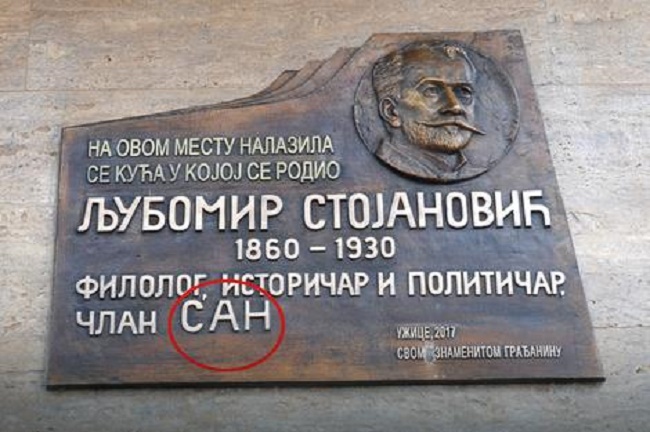 НА ОВОМ МЕСТУ НАЛАЗИЛА
СЕ КУЋА У КОЈОЈ СЕ РОДИО
ЉУБОМИР СТОЈАНОВИЋ
1860 – 1930
ФИЛОЛОГ, ИСТОРИЧАР И ПОЛИТИЧАР,
ЧЛАН САН
УЖИЦЕ, 2017
СВОМ ЗНАМЕНИТОМ ГРАЂАНИНУ